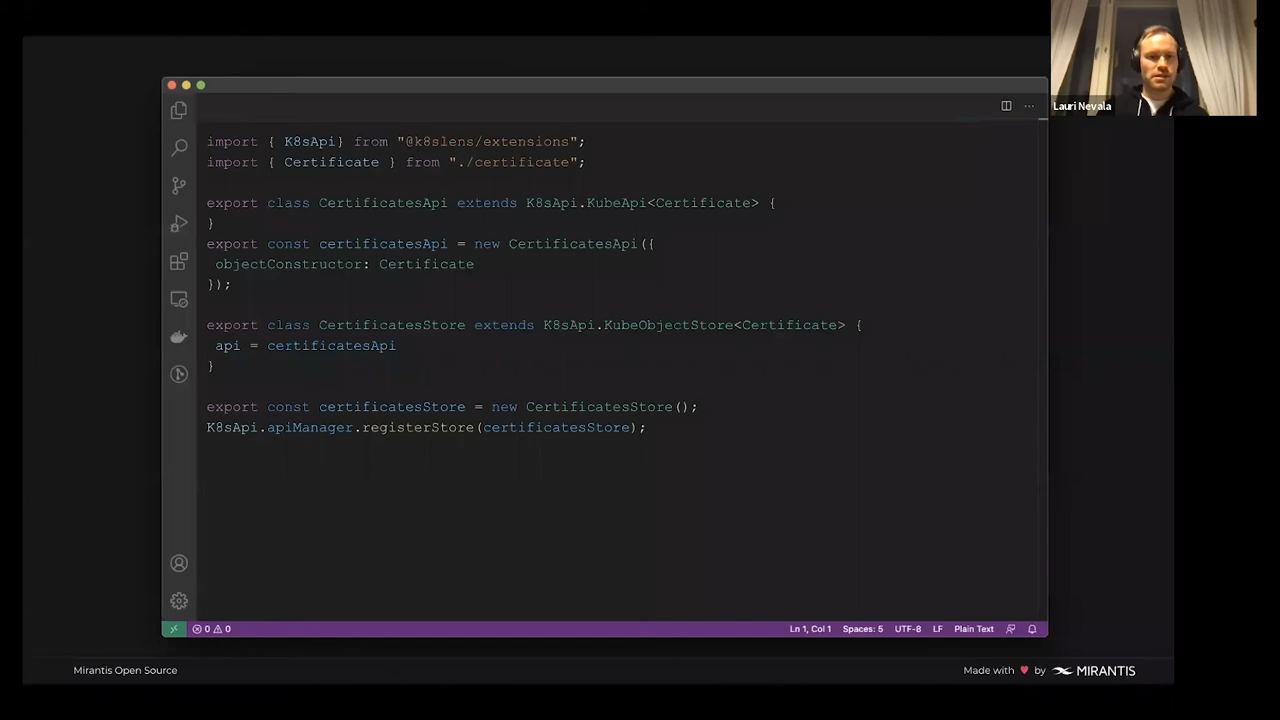 Lauri Nevala
import { K8sApi} from "@k8slens/extensions";
import { Certificate } from "./certificate";
export class CertificatesApi extends K8sApi.KubeApi<Certificate> {
}
export const certificatesApi = new CertificatesApi({
objectConstructor: Certificate
});
export class CertificatesStore extends K8sApi.KubeObjectStore<Certificate> {
api = certificatesApi
}
export const certificatesStore = new CertificatesStore();
K8sApi.apiManager.registerStore(certificatesStore);
0 0 Ln 1, Col 1 Spaces: 5 UTF-8 LF Plain Text
Mirantis Open Source Made with ♥ by MIRANTIS